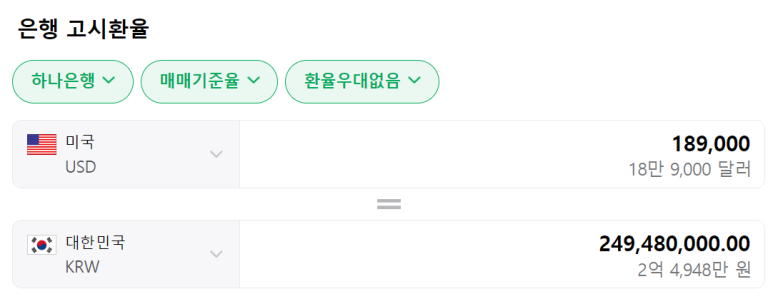 은행 고시환율
하나은행 매매기준율 환율우대없음
미국
USD
189,000
18만 9,000 달러
대한민국
KRW
249,480,000.00
2억 4,948만 원